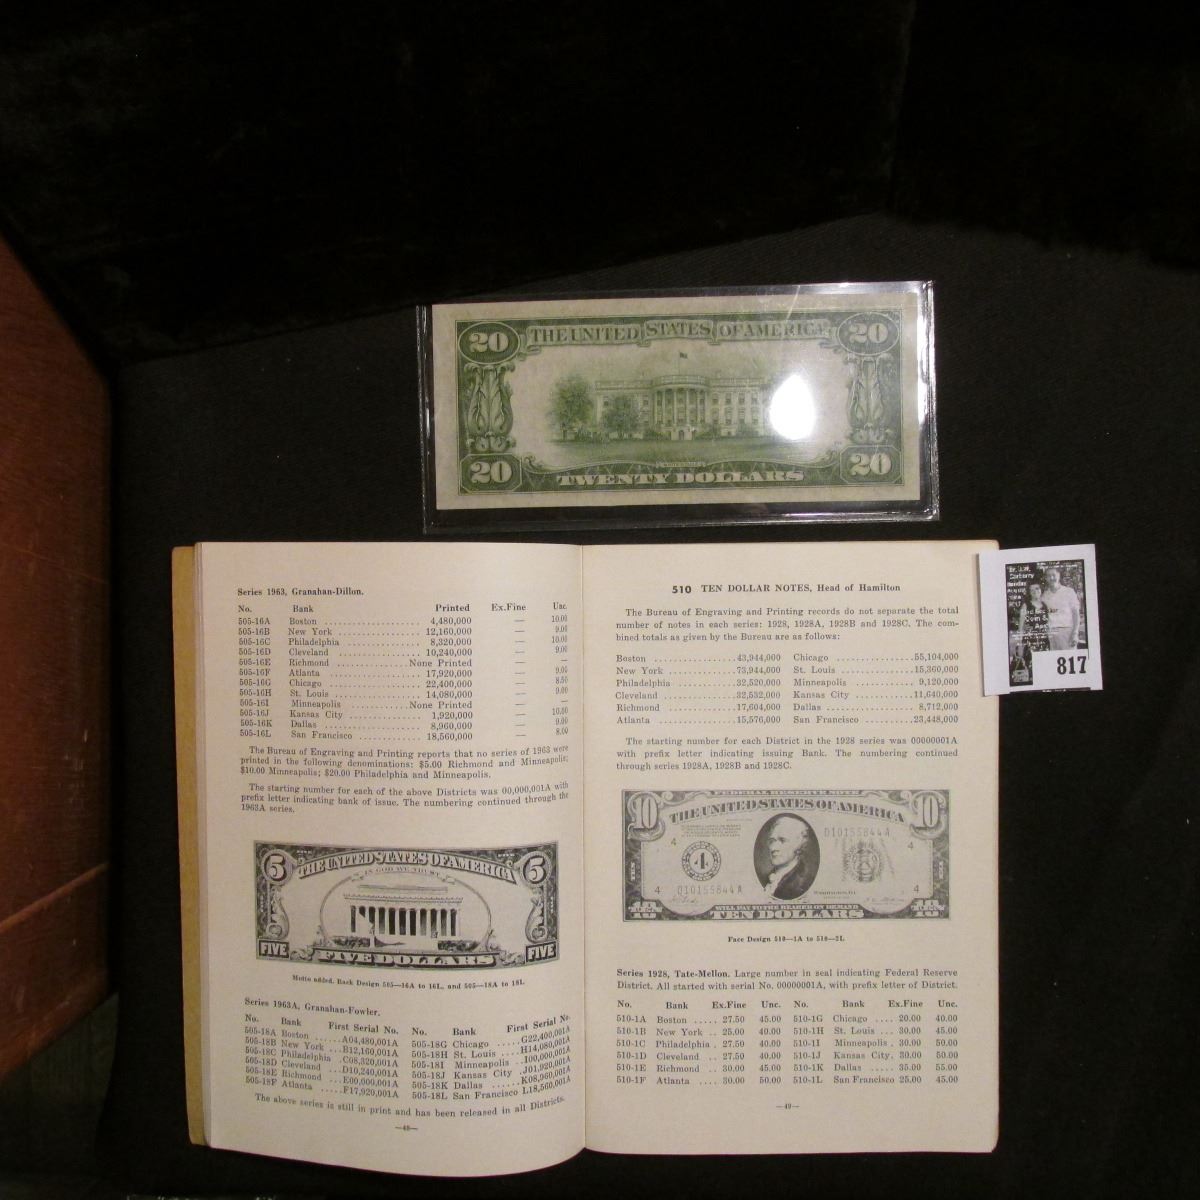 20 THE UNITED STATES OF AMERICA 20
20 TWENTY DOLLARS 20
Series 1963, Granahan-Dillon.
No. Bank Printed Ex.Fine Unc.
505-16A Boston 4,480,000 — 10.00
505-16B New York 12,160,000 — 9.00
505-16C Philadelphia 8,320,000 — 10.00
505-16D Cleveland 10,240,000 — 9.00
505-16E Richmond None Printed — —
505-16F Atlanta 17,920,000 — 9.00
505-16G Chicago 22,400,000 — 8.50
505-16H St. Louis 14,080,000 — 9.00
505-16I Minneapolis None Printed — —
505-16J Kansas City 1,920,000 — 10.50
505-16K Dallas 8,960,000 — 9.00
505-16L San Francisco 18,560,000 — 8.00
The Bureau of Engraving and Printing reports that no series of 1963 were
printed in the following denominations: $5.00 Richmond and Minneapolis;
$10.00 Minneapolis; $20.00 Philadelphia and Minneapolis.
The starting number for each of the above Districts was 00,000,001A with
prefix letter indicating bank of issue. The numbering continued through the
1963A series.
5 THE UNITED STATES OF AMERICA 5
IN GOD WE TRUST
FIVE FIVE DOLLARS FIVE
Motto added. Back Design 505—16A to 16L, and 505—18A to 18L
Series 1963A, Granahan-Fowler.
No. Bank First Serial No. No. Bank First Serial No.
505-18A Boston A04,480,001A 505-18G Chicago G22,400,001A
505-18B New York B12,160,001A 505-18H St. Louis H14,080,001A
505-18C Philadelphia C08,320,001A 505-18I Minneapolis I00,000,001A
505-18D Cleveland D10,240,001A 505-18J Kansas City J01,920,001A
505-18E Richmond E00,000,001A 505-18K Dallas K08,960,001A
505-18F Atlanta F17,920,001A 505-18L San Francisco L18,560,001A
The above series is still in print and has been released in all Districts.
—48—
510 TEN DOLLAR NOTES, Head of Hamilton
The Bureau of Engraving and Printing records do not separate the total
number of notes in each series: 1928, 1928A, 1928B and 1928C. The com-
bined totals as given by the Bureau are as follows:
Boston 43,944,000 Chicago 55,104,000
New York 73,944,000 St. Louis 15,360,000
Philadelphia 32,520,000 Minneapolis 9,120,000
Cleveland 32,532,000 Kansas City 11,640,000
Richmond 17,604,000 Dallas 8,712,000
Atlanta 15,576,000 San Francisco 23,448,000
The starting number for each District in the 1928 series was 00000001A
with prefix letter indicating issuing Bank. The numbering continued
through series 1928A, 1928B and 1928C.
FEDERAL RESERVE NOTE
10 THE UNITED STATES OF AMERICA 10
D10155844A
4 4
4
4 D10155844A 4
WILL PAY TO THE BEARER ON DEMAND
TEN DOLLARS
Face Design 510—1A to 510—2L
Series 1928, Tate-Mellon. Large number in seal indicating Federal Reserve
District. All started with serial No. 00000001A, with prefix letter of District.
No. Bank Ex.Fine Unc. No. Bank Ex.Fine Unc.
510-1A Boston 27.50 45.00 510-1G Chicago 20.00 40.00
510-1B New York 25.00 40.00 510-1H St. Louis 30.00 45.00
510-1C Philadelphia 27.50 40.00 510-1I Minneapolis 30.00 50.00
510-1D Cleveland 27.50 40.00 510-1J Kansas City 30.00 50.00
510-1E Richmond 30.00 45.00 510-1K Dallas 35.00 55.00
510-1F Atlanta 30.00 50.00 510-1L San Francisco 25.00 45.00
—49—
817